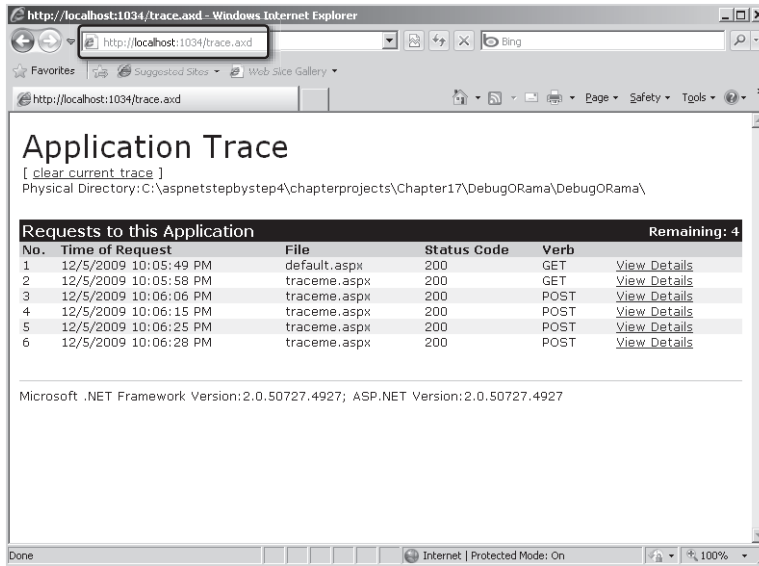 http://localhost:1034/trace.axd - Windows Internet Explorer
http://localhost:1034/trace.axd
Bing
Favorites Suggested Sites Web Slice Gallery
http://localhost:1034/trace.axd
Page Safety Tools
Application Trace
[ clear current trace ]
Physical Directory:C:\aspnetstepbystep4\chapterprojects\Chapter17\DebugORama\DebugORama\
Requests to this Application Remaining: 4
No. Time of Request File Status Code Verb
1 12/5/2009 10:05:49 PM default.aspx 200 GET View Details
2 12/5/2009 10:05:58 PM traceme.aspx 200 GET View Details
3 12/5/2009 10:06:06 PM traceme.aspx 200 POST View Details
4 12/5/2009 10:06:15 PM traceme.aspx 200 POST View Details
5 12/5/2009 10:06:25 PM traceme.aspx 200 POST View Details
6 12/5/2009 10:06:28 PM traceme.aspx 200 POST View Details
Microsoft .NET Framework Version:2.0.50727.4927; ASP.NET Version:2.0.50727.4927
Done Internet | Protected Mode: On 100%